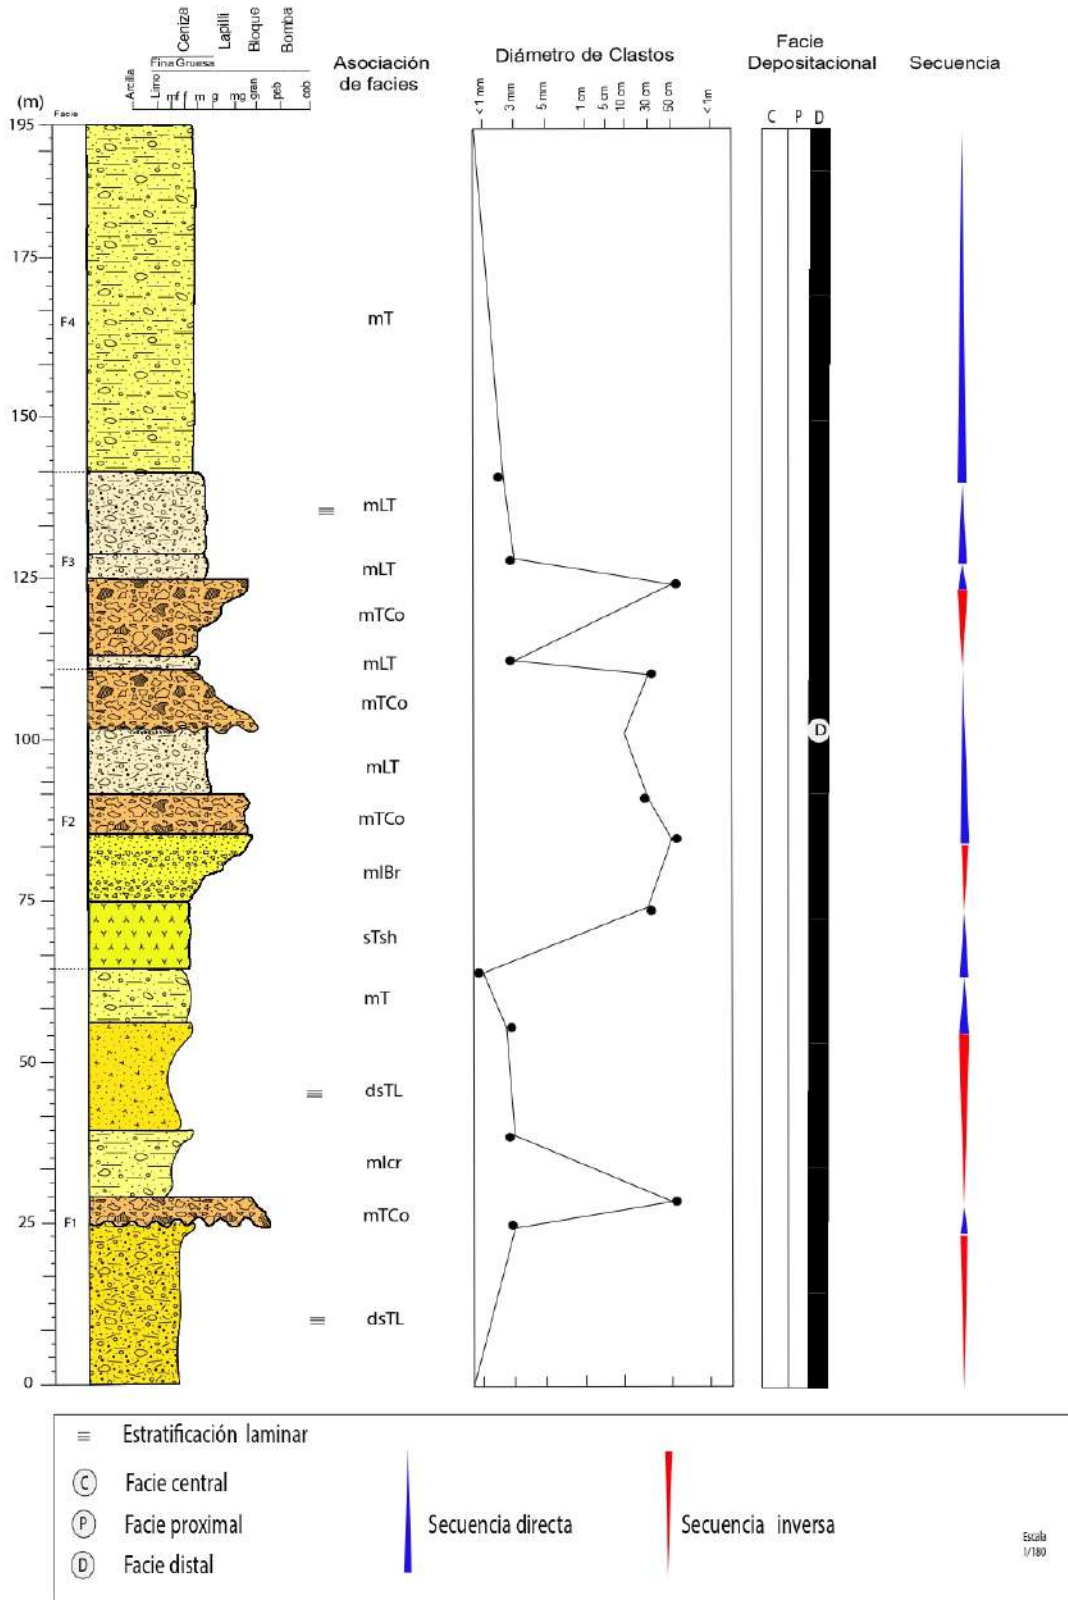 Ceniza
Lapilli
Bloque
Bomba
Fina Gruesa
Arcilla
Limo
mf
f
m
g
mg
gran
peb
cob
(m)
Facie
Asociación
de facies
Diámetro de Clastos
< 1 mm
3 mm
5 mm
1 cm
5 cm
10 cm
30 cm
60 cm
< 1m
Facie
Depositacional
C P D
Secuencia
195
175
F4
mT
150
mLT
F3
mLT
125
mTCo
mLT
mTCo
100
D
mLT
F2
mTCo
mlBr
75
sTsh
mT
50
dsTL
mlcr
mTCo
25
F1
dsTL
0
Estratificación laminar
C Facie central
P Facie proximal
D Facie distal
Secuencia directa
Secuencia inversa
Escala
1/180